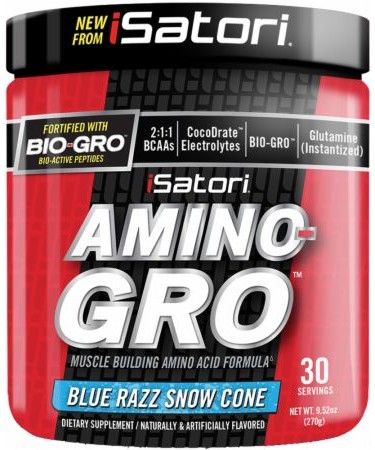 NEW FROM iSatori.
FORTIFIED WITH
BIO-GRO™
BIO-ACTIVE PEPTIDES
2:1:1 BCAAs
CocoDrate™ Electrolytes
BIO-GRO™
Glutamine (Instantized)
iSatori.
AMINO-
GRO™
MUSCLE BUILDING AMINO ACID FORMULA∆
30
SERVINGS
BLUE RAZZ SNOW CONE
NET WT. 9.52oz
(270g)
DIETARY SUPPLEMENT / NATURALLY & ARTIFICIALLY FLAVORED